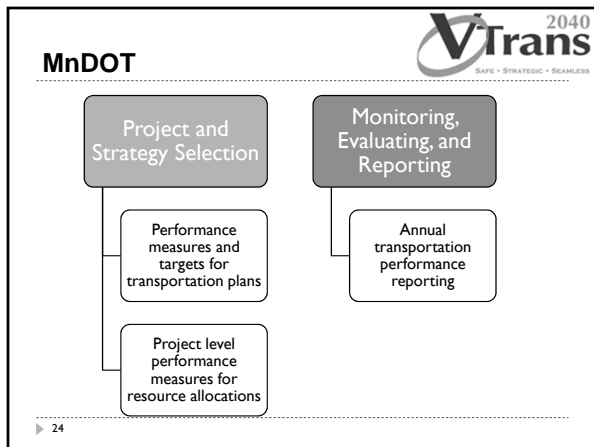 MnDOT
VTrans
2040
SAFE • STRATEGIC • SEAMLESS
Project and
Strategy Selection
Performance
measures and
targets for
transportation plans
Project level
performance
measures for
resource allocations
Monitoring,
Evaluating, and
Reporting
Annual
transportation
performance
reporting
24